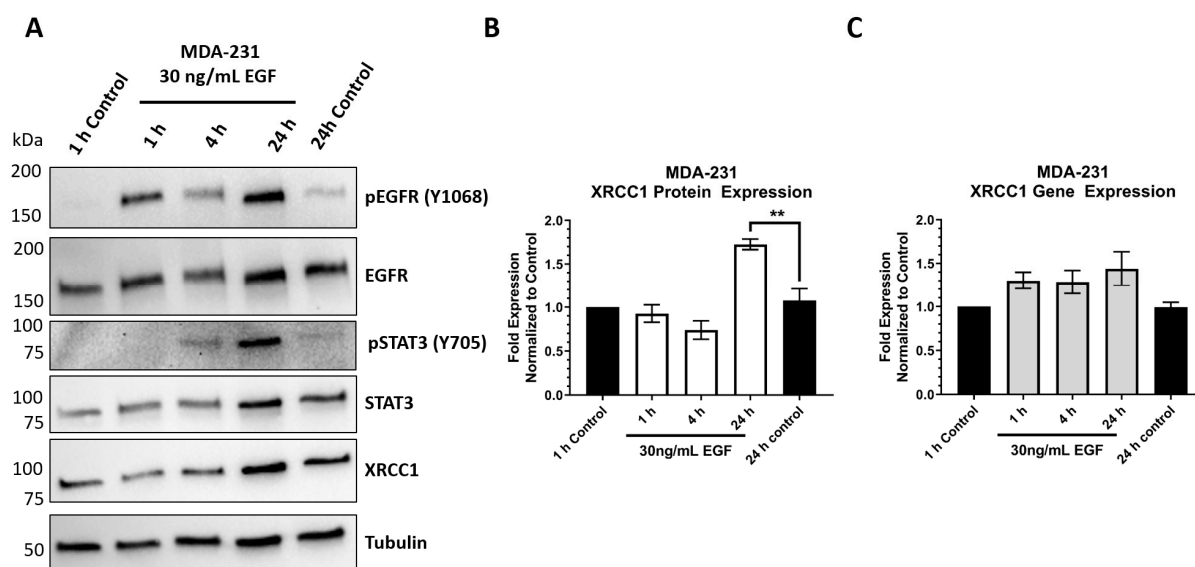 A
MDA-231
30 ng/mL EGF
1 h Control
1 h
4 h
24 h
24h Control
kDa
200
150
pEGFR (Y1068)
200
150
EGFR
100
75
pSTAT3 (Y705)
100
75
STAT3
100
75
XRCC1
50
Tubulin
B
MDA-231
XRCC1 Protein Expression
Fold Expression
Normalized to Control
2.0
1.5
1.0
0.5
0.0
**
1 h Control
1 h
4 h
24 h
24 h control
30ng/mL EGF
C
MDA-231
XRCC1 Gene Expression
Fold Expression
Normalized to Control
2.0
1.5
1.0
0.5
0.0
1 h Control
1 h
4 h
24 h
24 h control
30ng/mL EGF